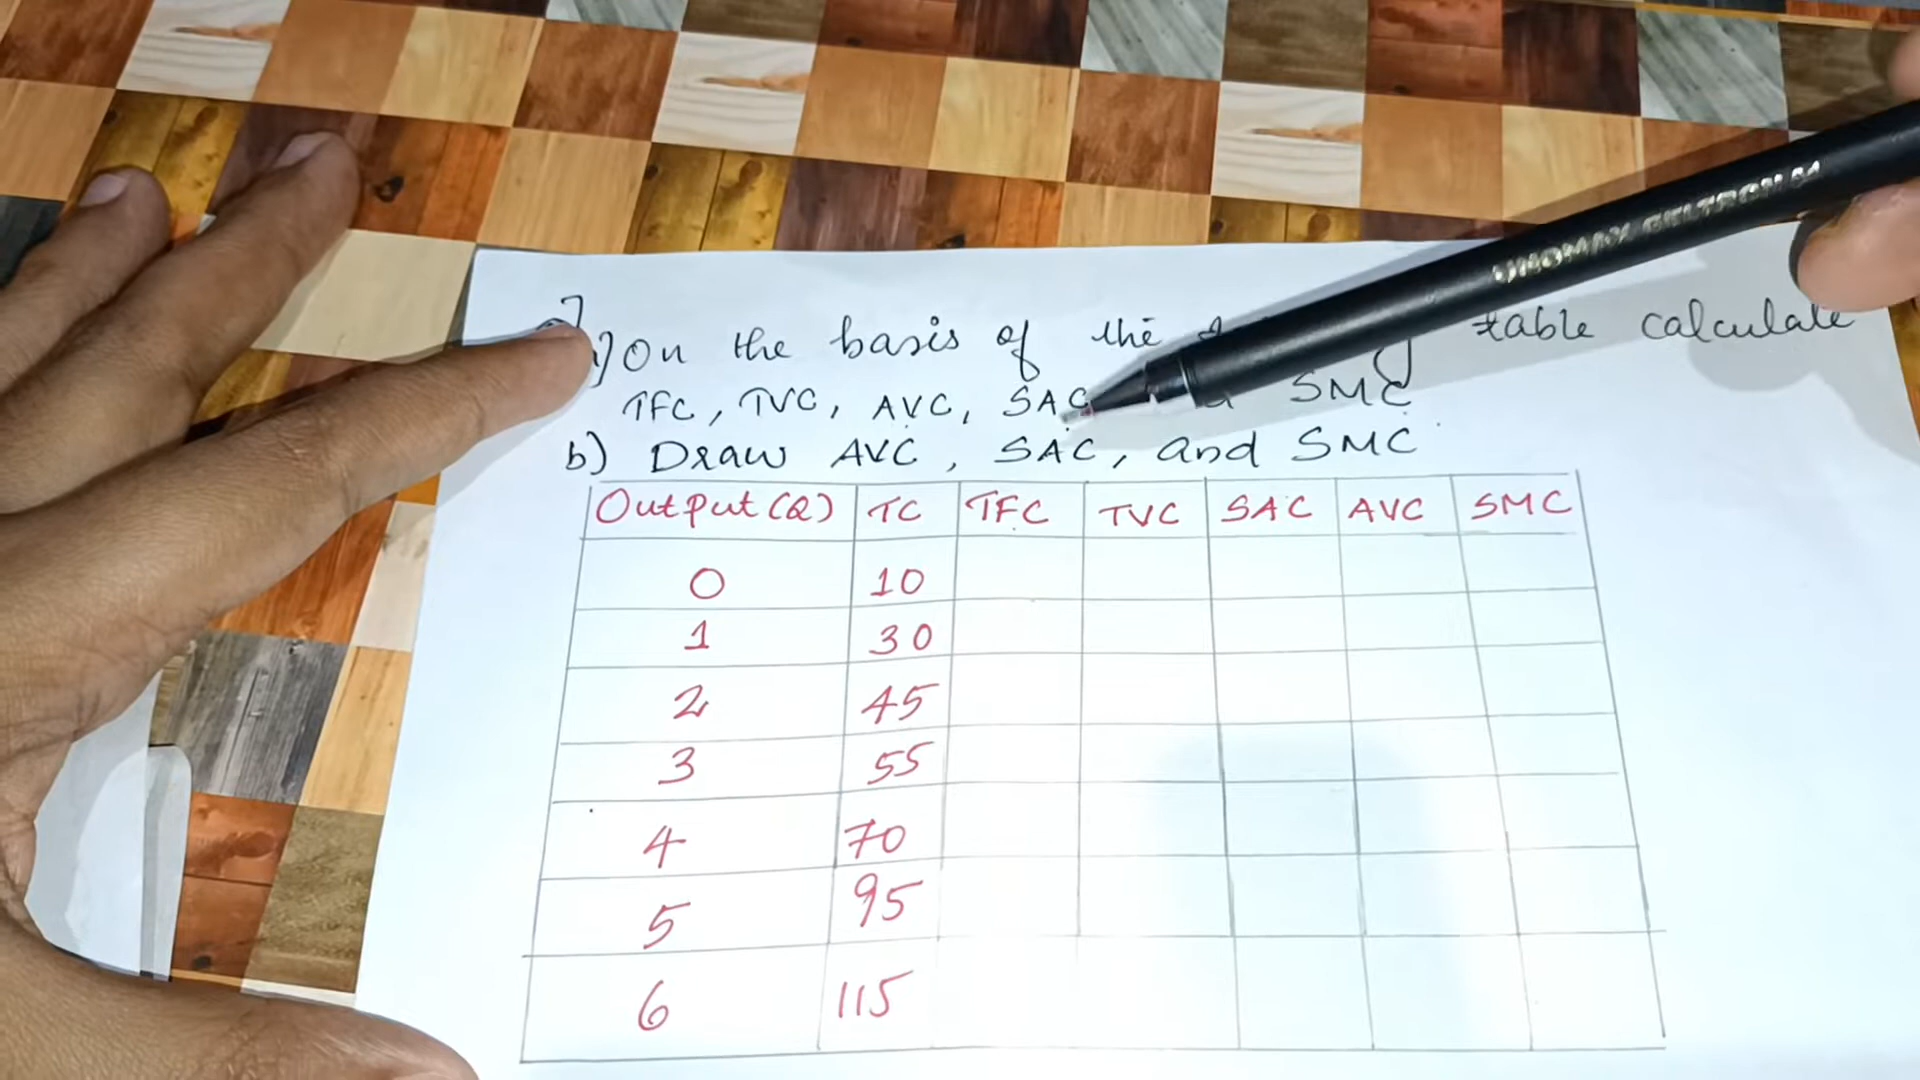 On the basis of the table calculate
TFC, TVC, AVC, SAC SMC
b) Draw AVC, SAC, and SMC
Output(Q) TC TFC TVC SAC AVC SMC
0 10
1 30
2 45
3 55
4 70
5 95
6 115
UNOMAX BELTRON M